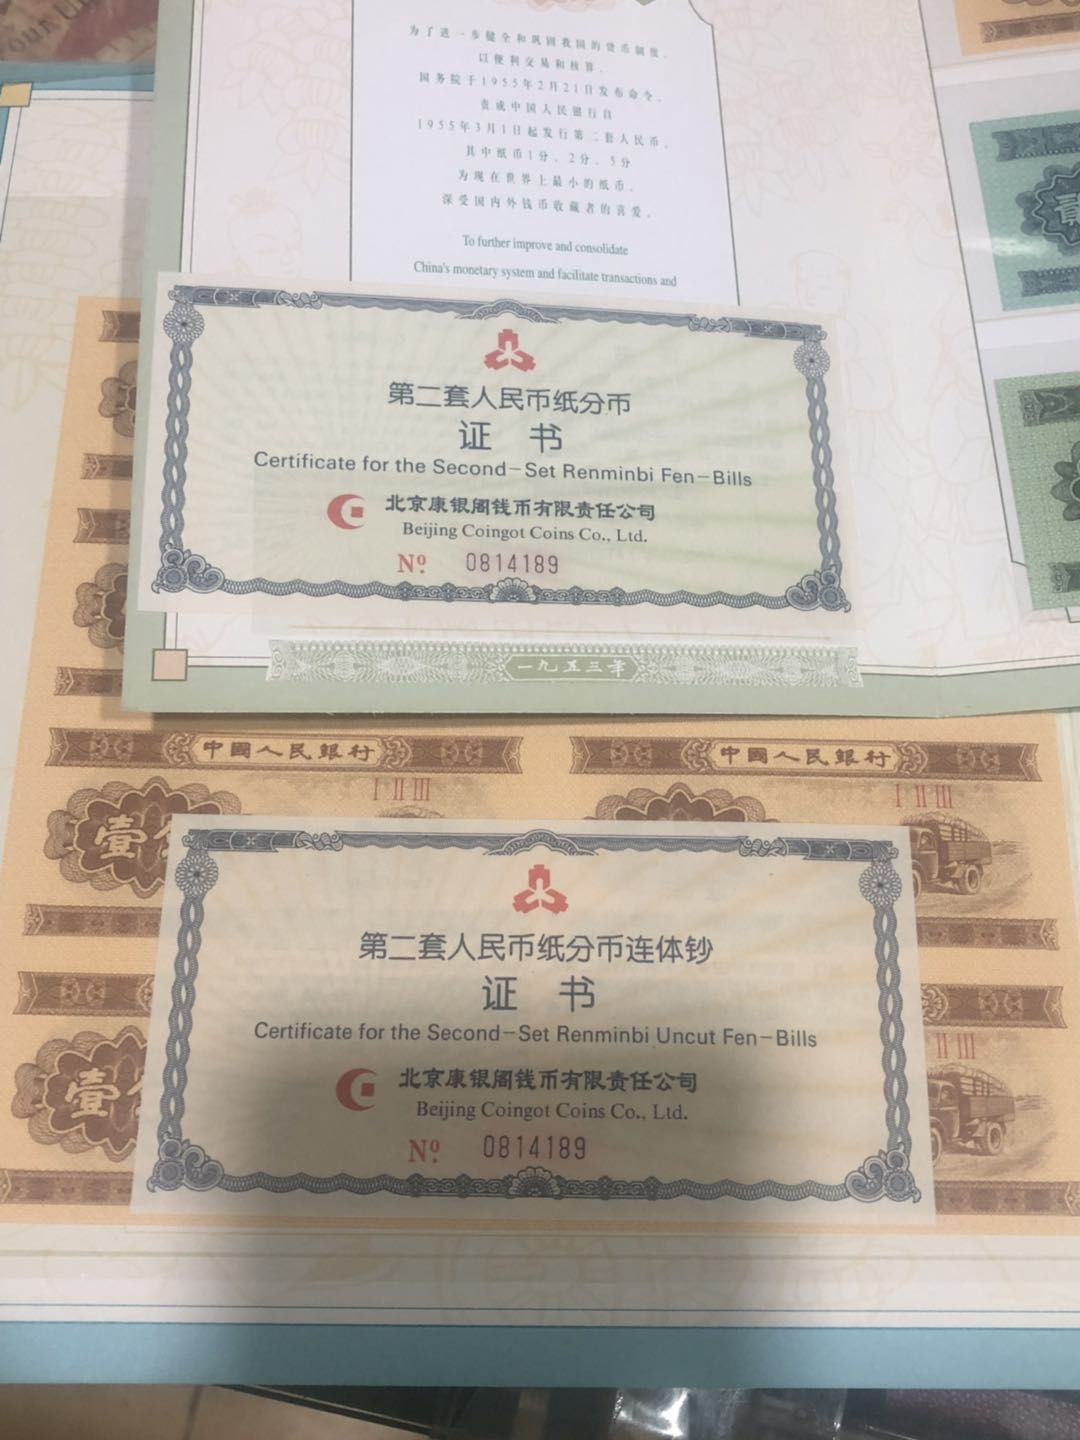 为了进一步健全和巩固我国的货币制度，
以便利交易和核算，
国务院于1955年2月21日发布命令，
责成中国人民银行自
1955年3月1日起发行第二套人民币，
其中纸币1分、2分、5分
为现在世界上最小的纸币，
深受国内外钱币收藏者的喜爱。
To further improve and consolidate
China's monetary system and facilitate transactions and
贰
第二套人民币纸分币
证 书
Certificate for the Second-Set Renminbi Fen-Bills
北京康银阁钱币有限责任公司
Beijing Coingot Coins Co., Ltd.
Nº 0814189
一九五三年
中國人民銀行
中國人民銀行
I II III
I II III
壹
第二套人民币纸分币连体钞
证 书
Certificate for the Second-Set Renminbi Uncut Fen-Bills
北京康银阁钱币有限责任公司
Beijing Coingot Coins Co., Ltd.
Nº 0814189
壹
II III